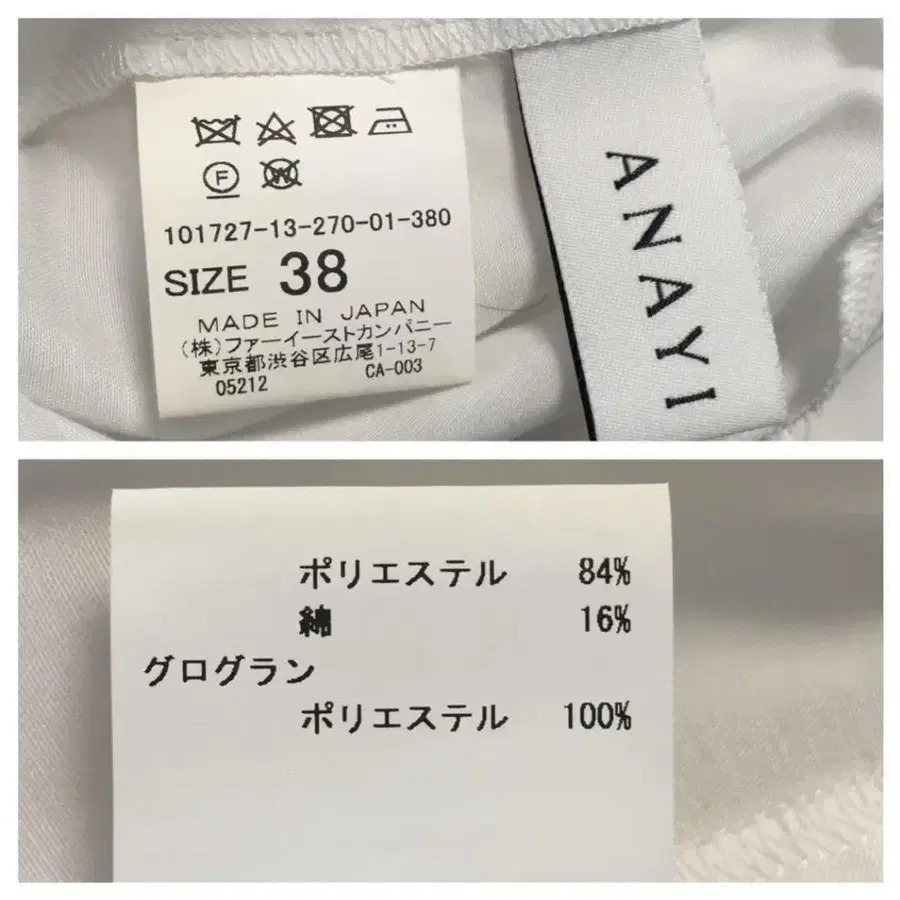 F
W
101727-13-270-01-380
SIZE 38
MADE IN JAPAN
(株)ファーイーストカンパニー
東京都渋谷区広尾1-13-7
05212 CA-003
ANAYI
ポリエステル 84%
綿 16%
グログラン
ポリエステル 100%